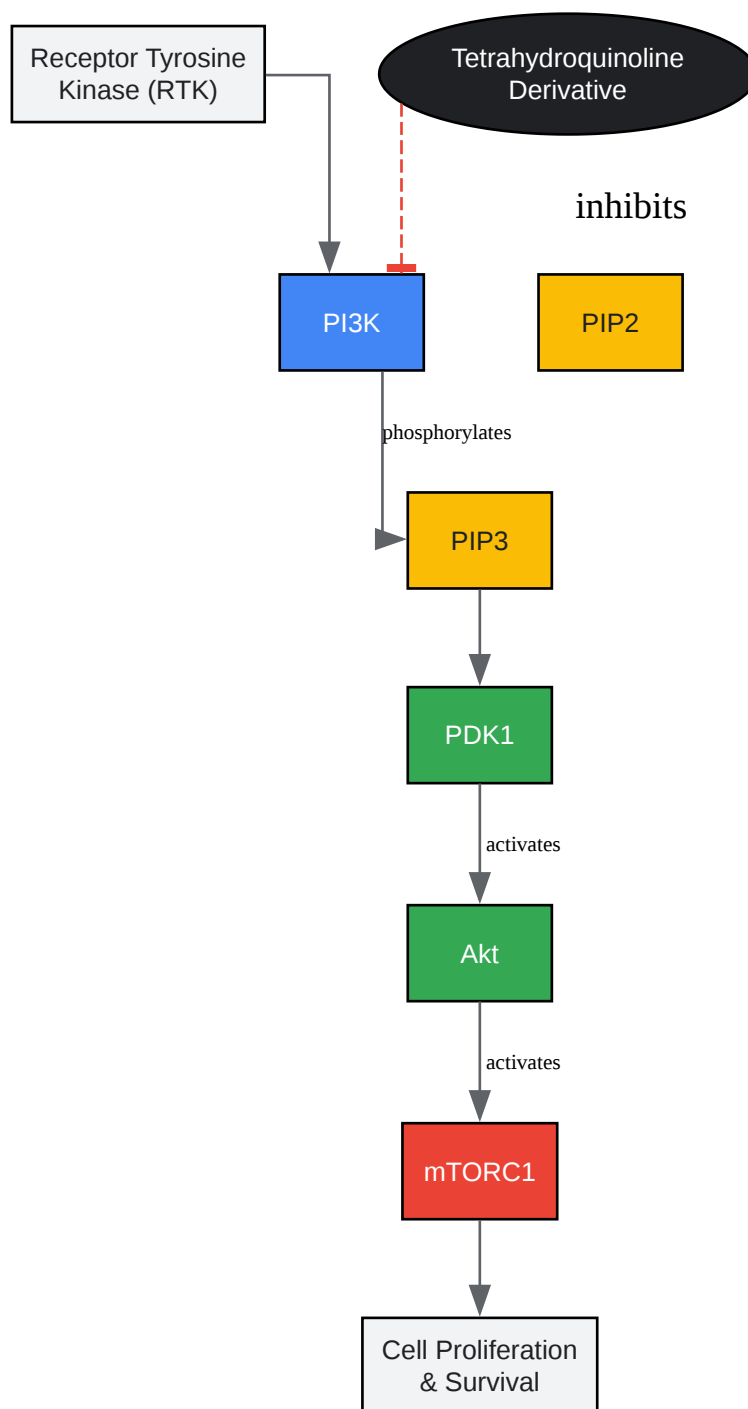 Receptor Tyrosine
Kinase (RTK)
Tetrahydroquinoline
Derivative
inhibits
PI3K
PIP2
phosphorylates
PIP3
PDK1
activates
Akt
activates
mTORC1
Cell Proliferation
& Survival